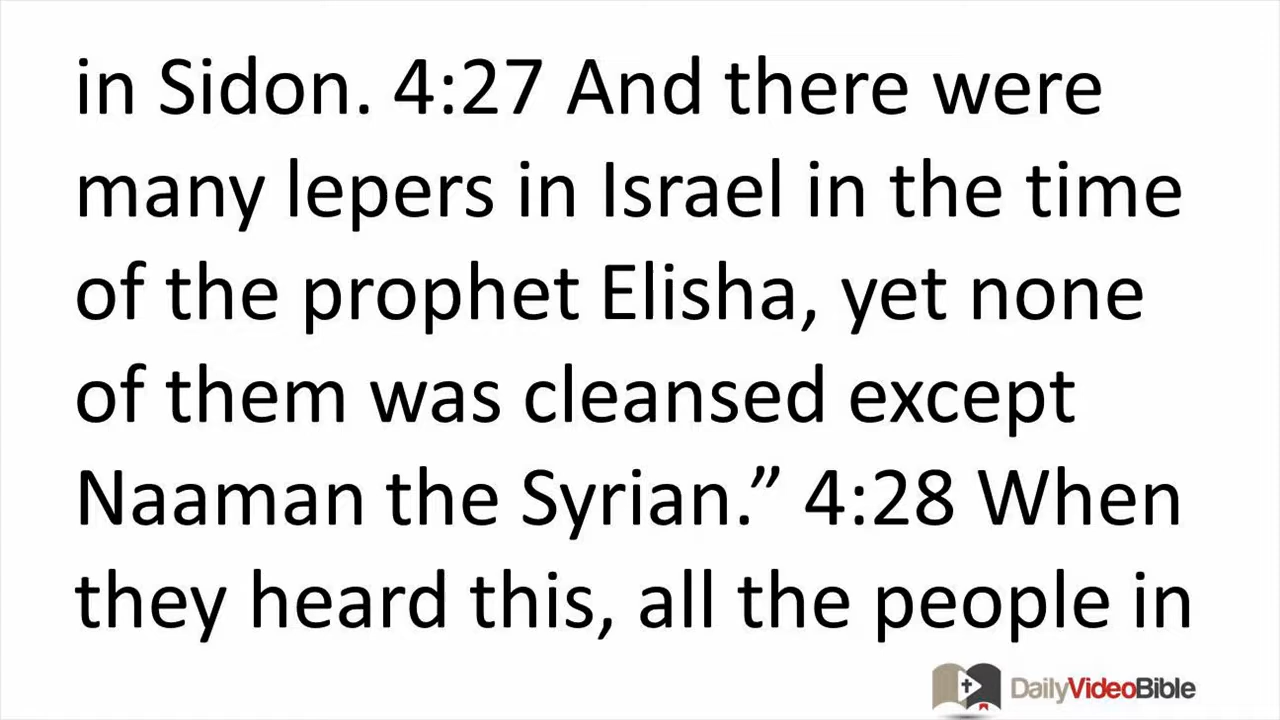 in Sidon. 4:27 And there were
many lepers in Israel in the time
of the prophet Elisha, yet none
of them was cleansed except
Naaman the Syrian.” 4:28 When
they heard this, all the people in
DailyVideoBible